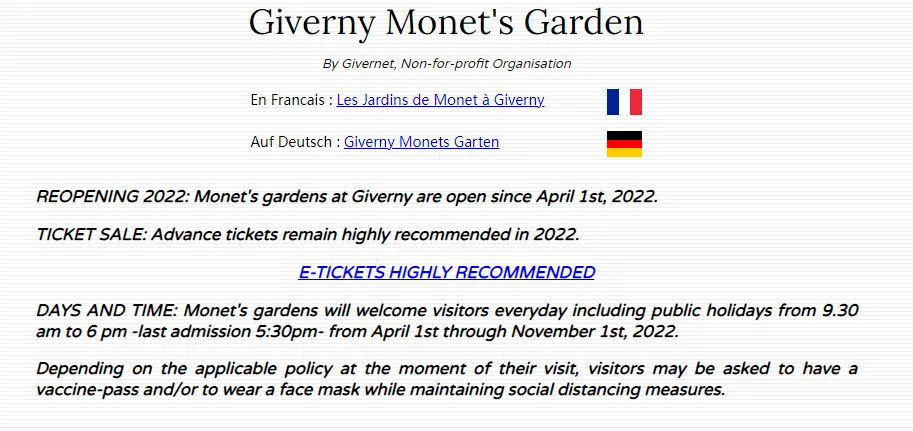 Giverny Monet's Garden
By Givernet, Non-for-profit Organisation
En Francais : Les Jardins de Monet à Giverny
Auf Deutsch : Giverny Monets Garten
REOPENING 2022: Monet's gardens at Giverny are open since April 1st, 2022.
TICKET SALE: Advance tickets remain highly recommended in 2022.
E-TICKETS HIGHLY RECOMMENDED
DAYS AND TIME: Monet's gardens will welcome visitors everyday including public holidays from 9.30
am to 6 pm -last admission 5:30pm- from April 1st through November 1st, 2022.
Depending on the applicable policy at the moment of their visit, visitors may be asked to have a
vaccine-pass and/or to wear a face mask while maintaining social distancing measures.